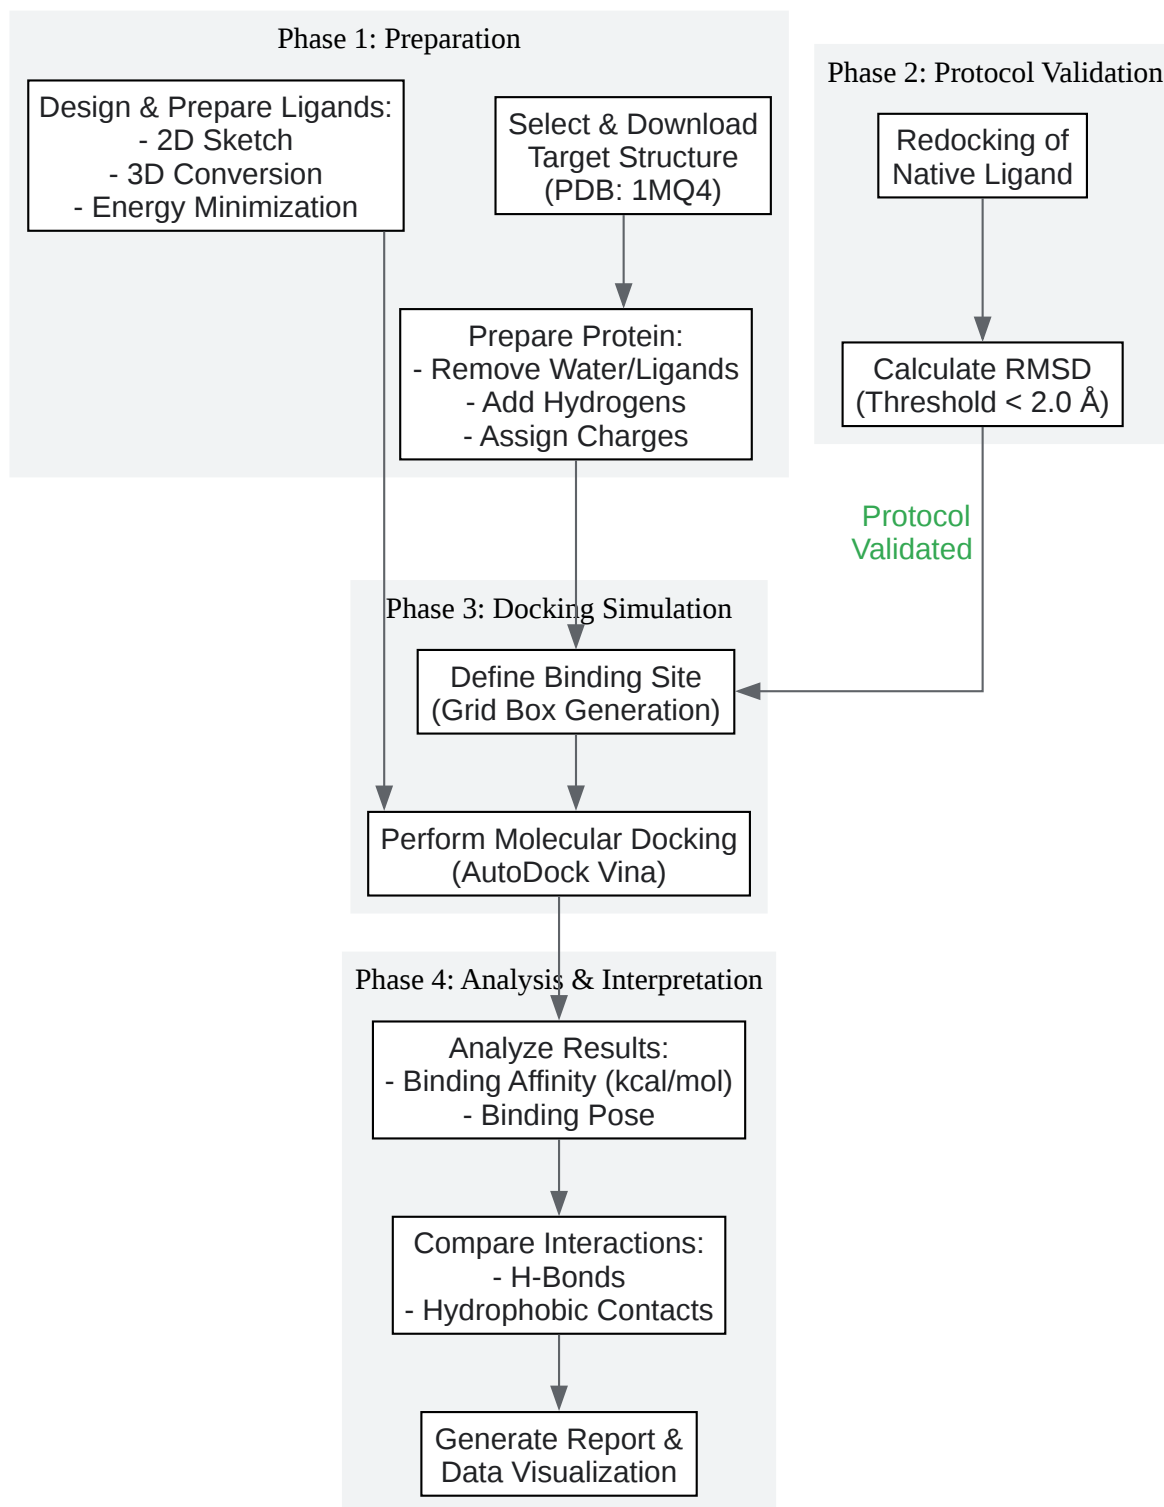 Phase 1: Preparation
Design & Prepare Ligands:
- 2D Sketch
- 3D Conversion
- Energy Minimization
Select & Download
Target Structure
(PDB: 1MQ4)
Prepare Protein:
- Remove Water/Ligands
- Add Hydrogens
- Assign Charges
Phase 2: Protocol Validation
Redocking of
Native Ligand
Calculate RMSD
(Threshold < 2.0 Å)
Protocol
Validated
Phase 3: Docking Simulation
Define Binding Site
(Grid Box Generation)
Perform Molecular Docking
(AutoDock Vina)
Phase 4: Analysis & Interpretation
Analyze Results:
- Binding Affinity (kcal/mol)
- Binding Pose
Compare Interactions:
- H-Bonds
- Hydrophobic Contacts
Generate Report &
Data Visualization